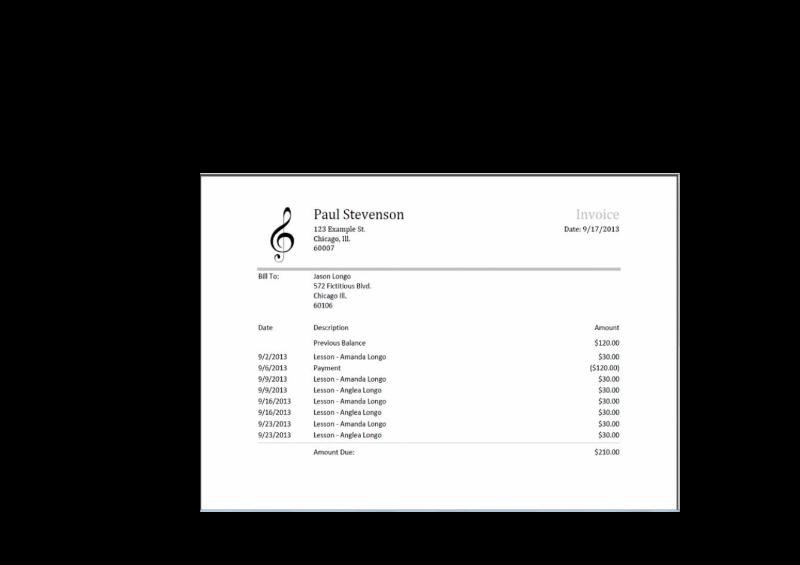 Paul Stevenson
Invoice
123 Example St.
Date: 9/17/2013
Chicago, Ill.
60007
Bill To:
Jason Longo
572 Fictitious Blvd.
Chicago Ill.
60106
Date Description Amount
Previous Balance $120.00
9/2/2013 Lesson - Amanda Longo $30.00
9/6/2013 Payment ($120.00)
9/9/2013 Lesson - Amanda Longo $30.00
9/9/2013 Lesson - Anglea Longo $30.00
9/16/2013 Lesson - Amanda Longo $30.00
9/16/2013 Lesson - Anglea Longo $30.00
9/23/2013 Lesson - Amanda Longo $30.00
9/23/2013 Lesson - Anglea Longo $30.00
Amount Due: $210.00